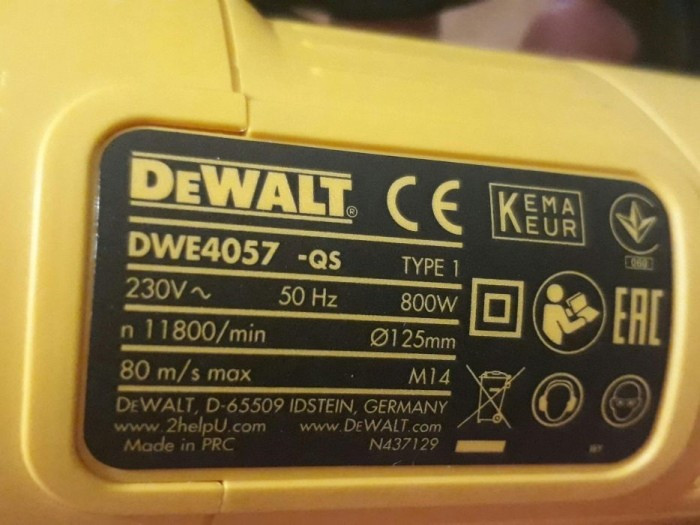 DEWALT® CE KEMA KEUR
DWE4057 -QS TYPE 1
230V~ 50 Hz 800W
n 11800/min Ø125mm
EAC
80 m/s max M14
DEWALT, D-65509 IDSTEIN, GERMANY
www.2helpU.com www.DEWALT.com
Made in PRC N437129